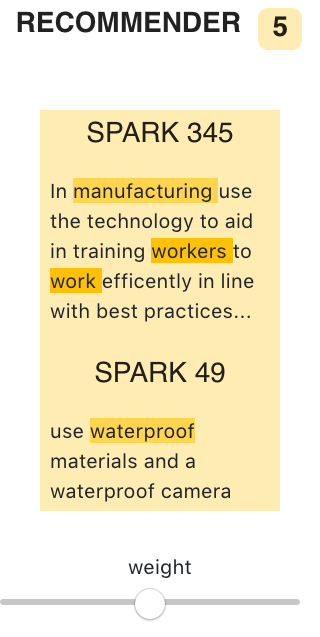 RECOMMENDER 5
SPARK 345
In manufacturing use
the technology to aid
in training workers to
work efficently in line
with best practices...
SPARK 49
use waterproof
materials and a
waterproof camera
weight